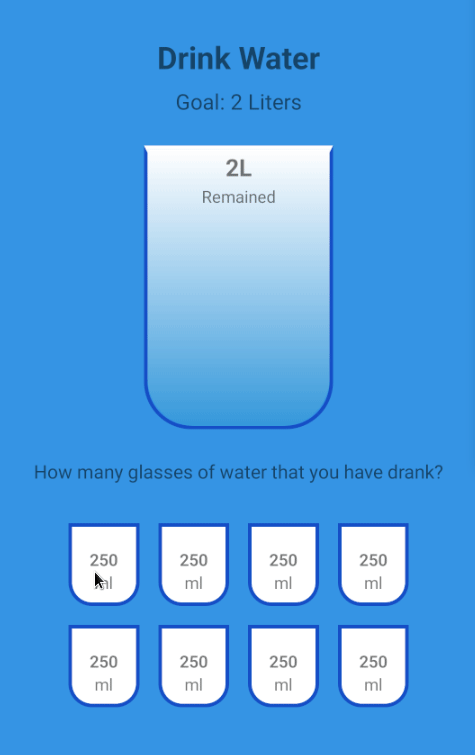 Drink Water
Goal: 2 Liters
2L
Remained
How many glasses of water that you have drank?
250 250 250 250
ml ml ml ml
250 250 250 250
ml ml ml ml